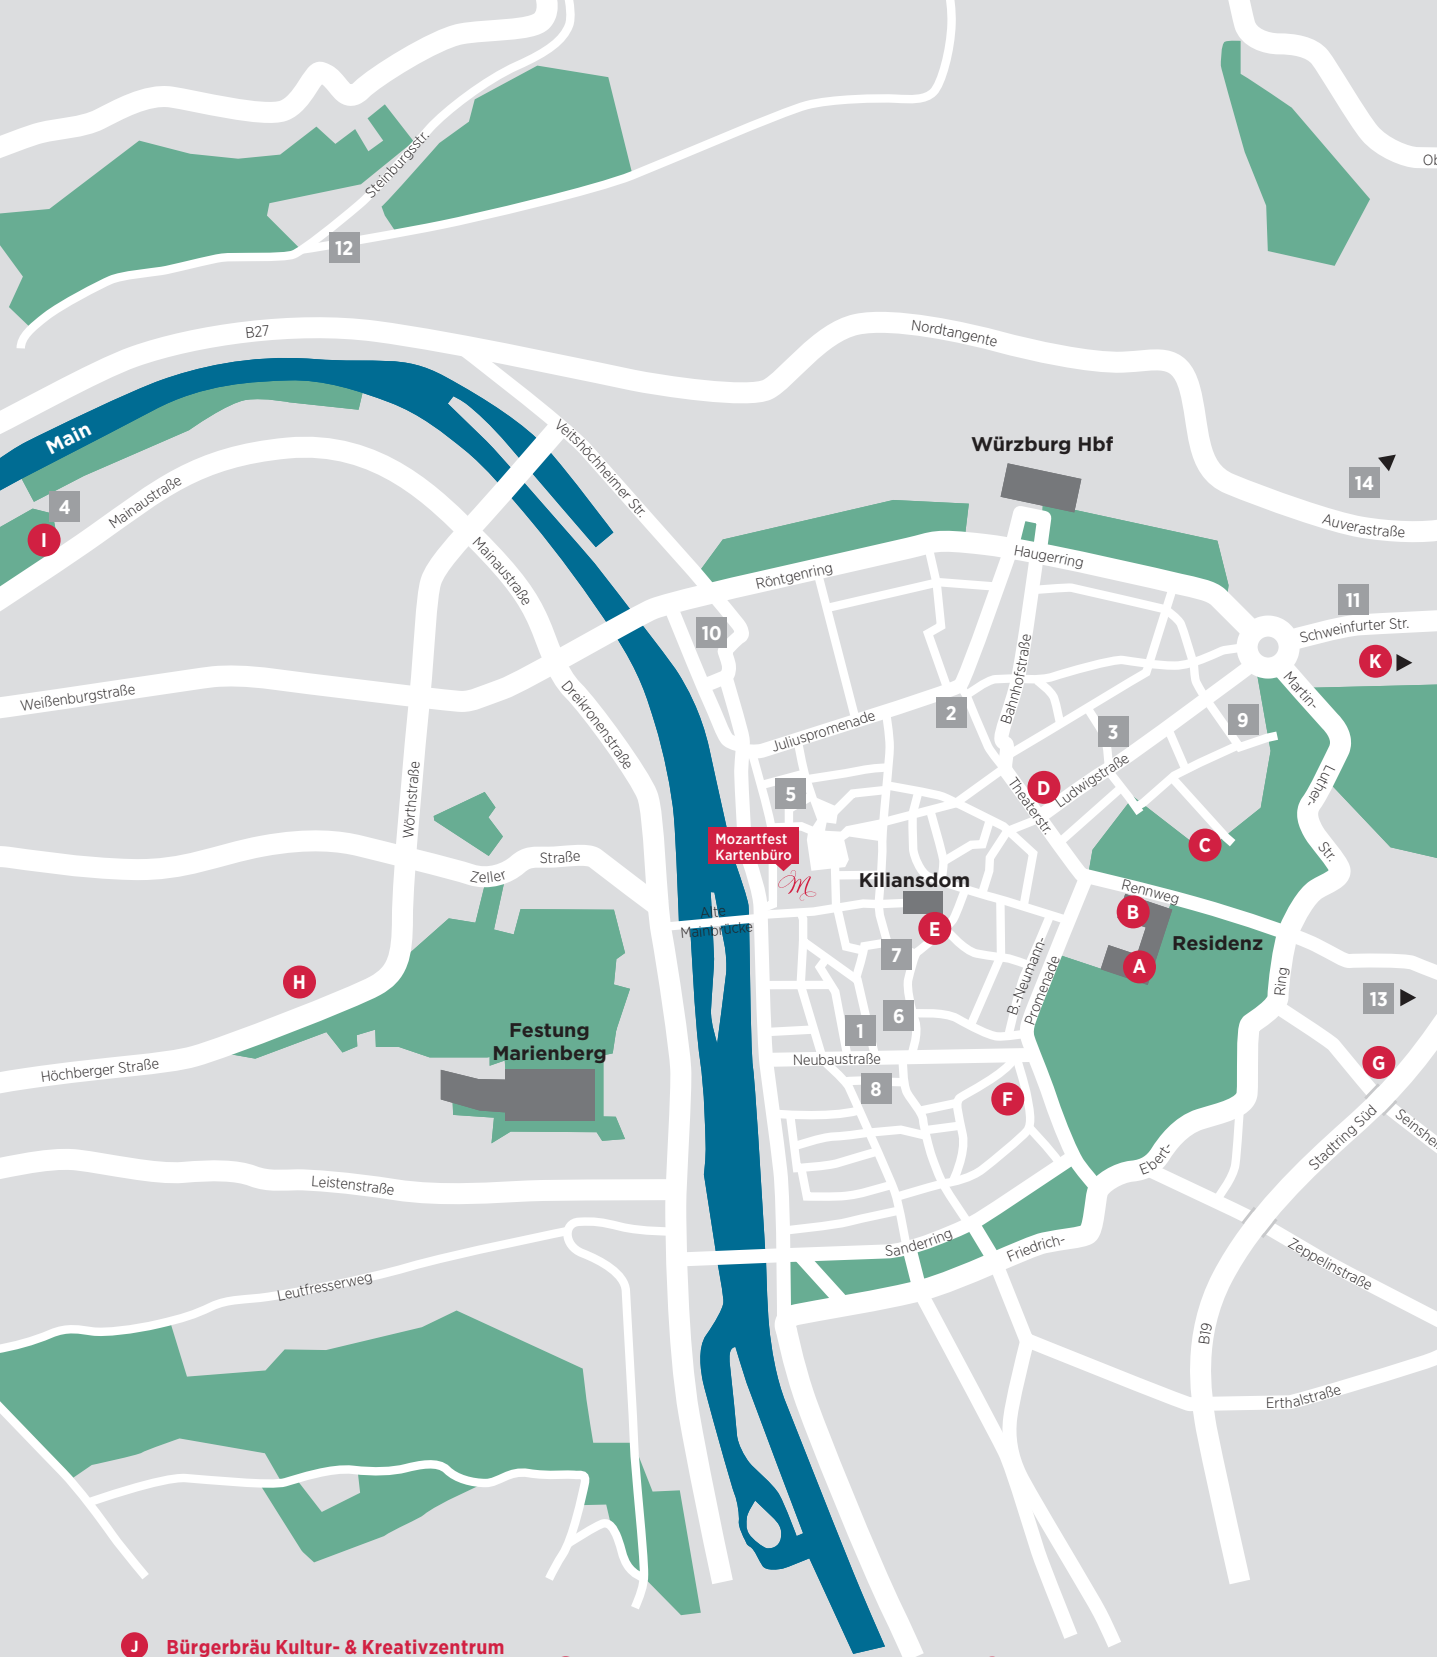 Ob
Steinburgsstr.
12
B27
Nordtangente
Main
Veitshöchheimer Str.
Würzburg Hbf
14
Mainaustraße
4
I
Auverastraße
Mainaustraße
Haugerring
Röntgenring
11
10
Schweinfurter Str.
K
Weißenburgstraße
Dreikronenstraße
Bahnhofstraße
Martin-
2
9
3
Juliuspromenade
Wörthstraße
5
D
Ludwigstraße
Theaterstr.
Luther-
Mozartfest
Kartenbüro
M
C
Str.
Straße
Zeller
Kiliansdom
Rennweg
Alte
Mainbrücke
B
E
Residenz
7
A
H
B.-Neumann-
Promenade
Ring
13
6
1
Festung
Marienberg
Neubaustraße
Höchberger Straße
G
8
F
Stadtring Süd
Seinshe
Ebert-
Leistenstraße
Sanderring
Friedrich-
Zeppelinstraße
Leutfresserweg
B19
Erthalstraße
J Bürgerbräu Kultur- & Kreativzentrum